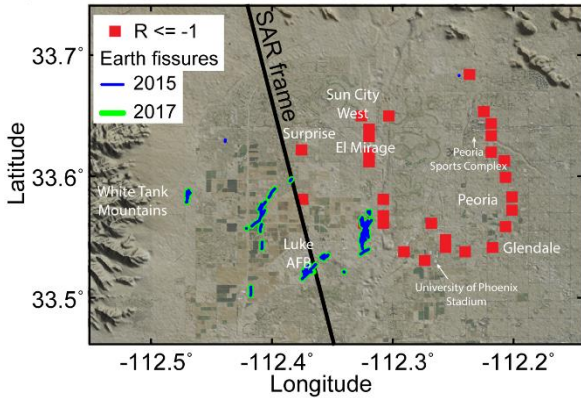 R <= -1
Earth fissures
2015
2017
SAR frame
33.7°
33.6°
33.5°
Latitude
Sun City
West
Surprise
El Mirage
Peoria
Sports Complex
White Tank
Mountains
Peoria
Luke
AFB
Glendale
University of Phoenix
Stadium
-112.5° -112.4° -112.3° -112.2°
Longitude